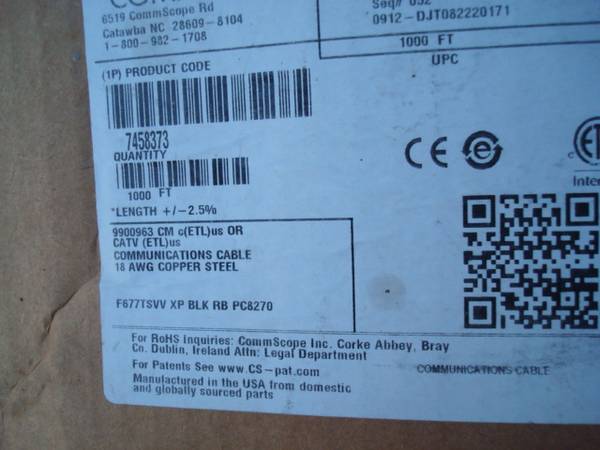 6519 CommScope Rd
Catawba NC 28609-8104
1-800-982-1708
Seq# 032
0912-DJT082220171
1000 FT
UPC
(1P) PRODUCT CODE
7458373
QUANTITY
1000 FT
*LENGTH +/-2.5%
CE e
9900963 CM c(ETL)us OR
CATV (ETL)us
COMMUNICATIONS CABLE
18 AWG COPPER STEEL
F677TSVV XP BLK RB PC8270
For RoHS Inquiries: CommScope Inc. Corke Abbey, Bray
Cn. Dublin, Ireland Attn: Legal Department
For Patents See www.CS-pat.com
Manufactured in the USA from domestic
and globally sourced parts
COMMUNICATIONS CABLE